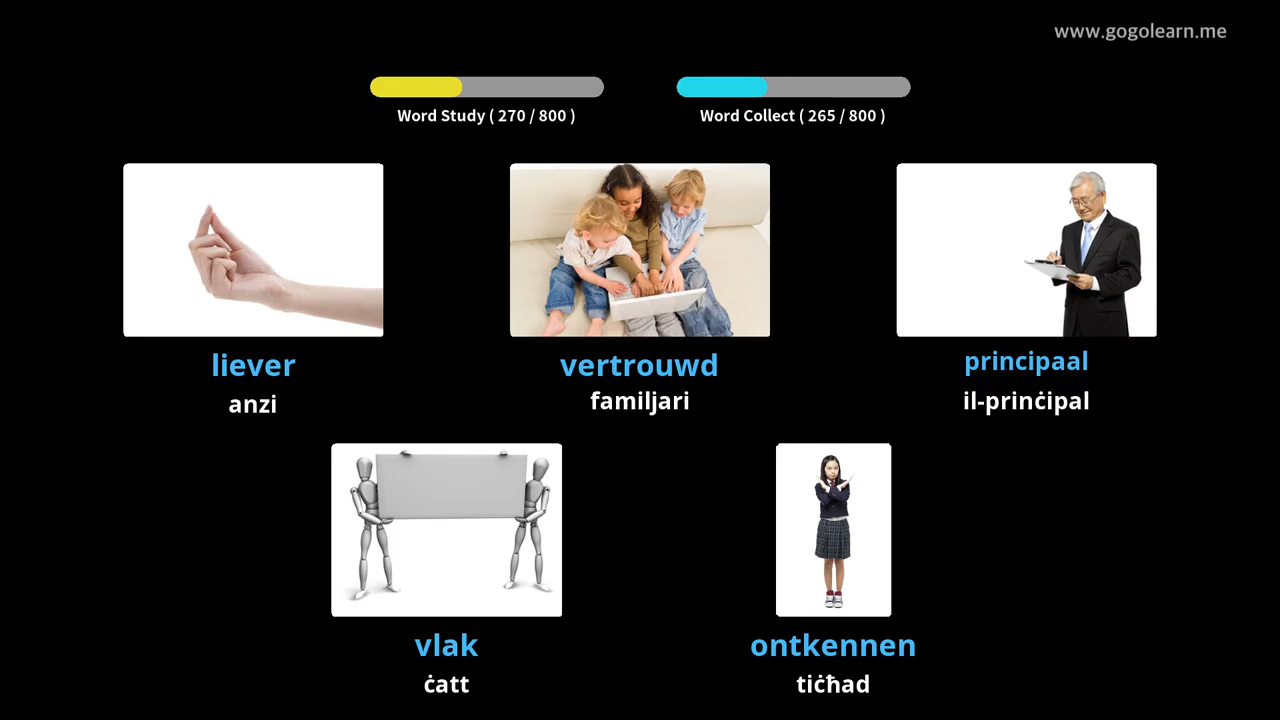 www.gogolearn.me
Word Study ( 270 / 800 )
Word Collect ( 265 / 800 )
liever
anzi
vertrouwd
familjari
principaal
il-prinċipal
vlak
ċatt
ontkennen
tiċħad